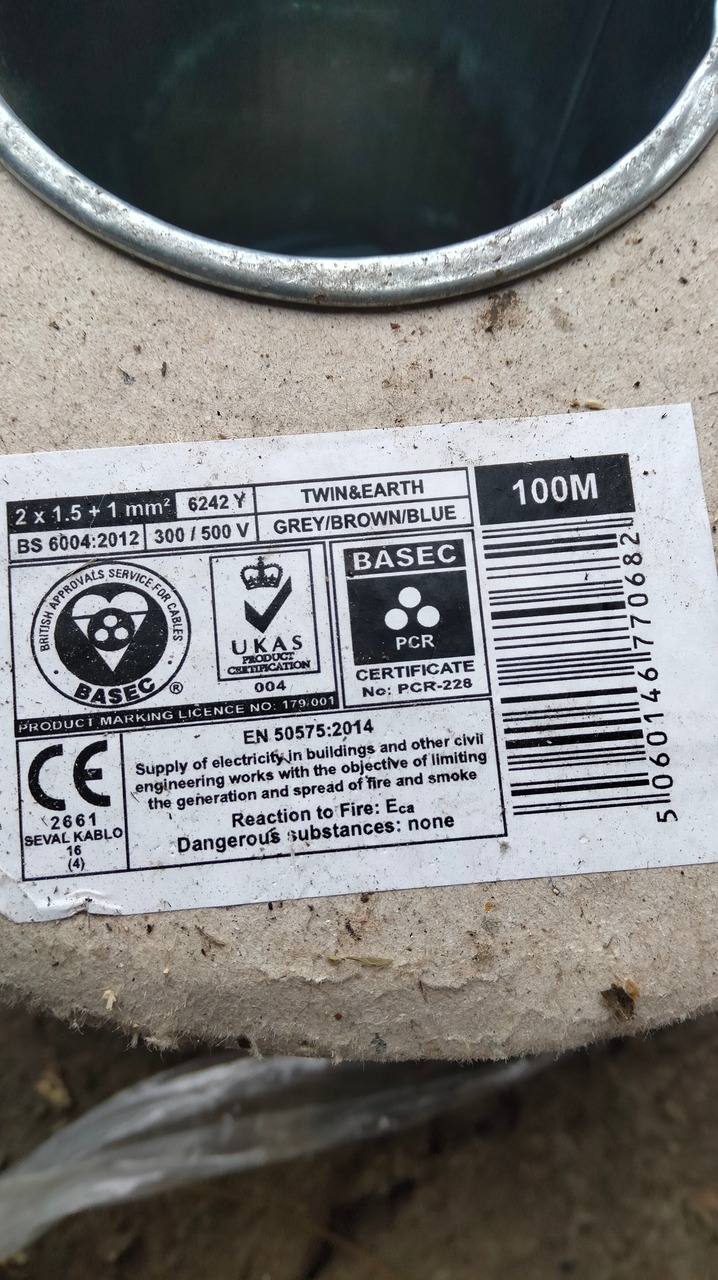 2 x 1.5 + 1 mm² 6242 Y TWIN&EARTH 100M
BS 6004:2012 300 / 500 V GREY/BROWN/BLUE
BRITISH APPROVALS SERVICE FOR CABLES
BASEC ®
UKAS
PRODUCT
CERTIFICATION
004
BASEC
PCR
CERTIFICATE
No: PCR-228
PRODUCT MARKING LICENCE NO: 179/001
CE
2661
SEVAL KABLO
16
(4)
EN 50575:2014
Supply of electricity in buildings and other civil
engineering works with the objective of limiting
the generation and spread of fire and smoke
Reaction to Fire: Eca
Dangerous substances: none
5 060146 770682